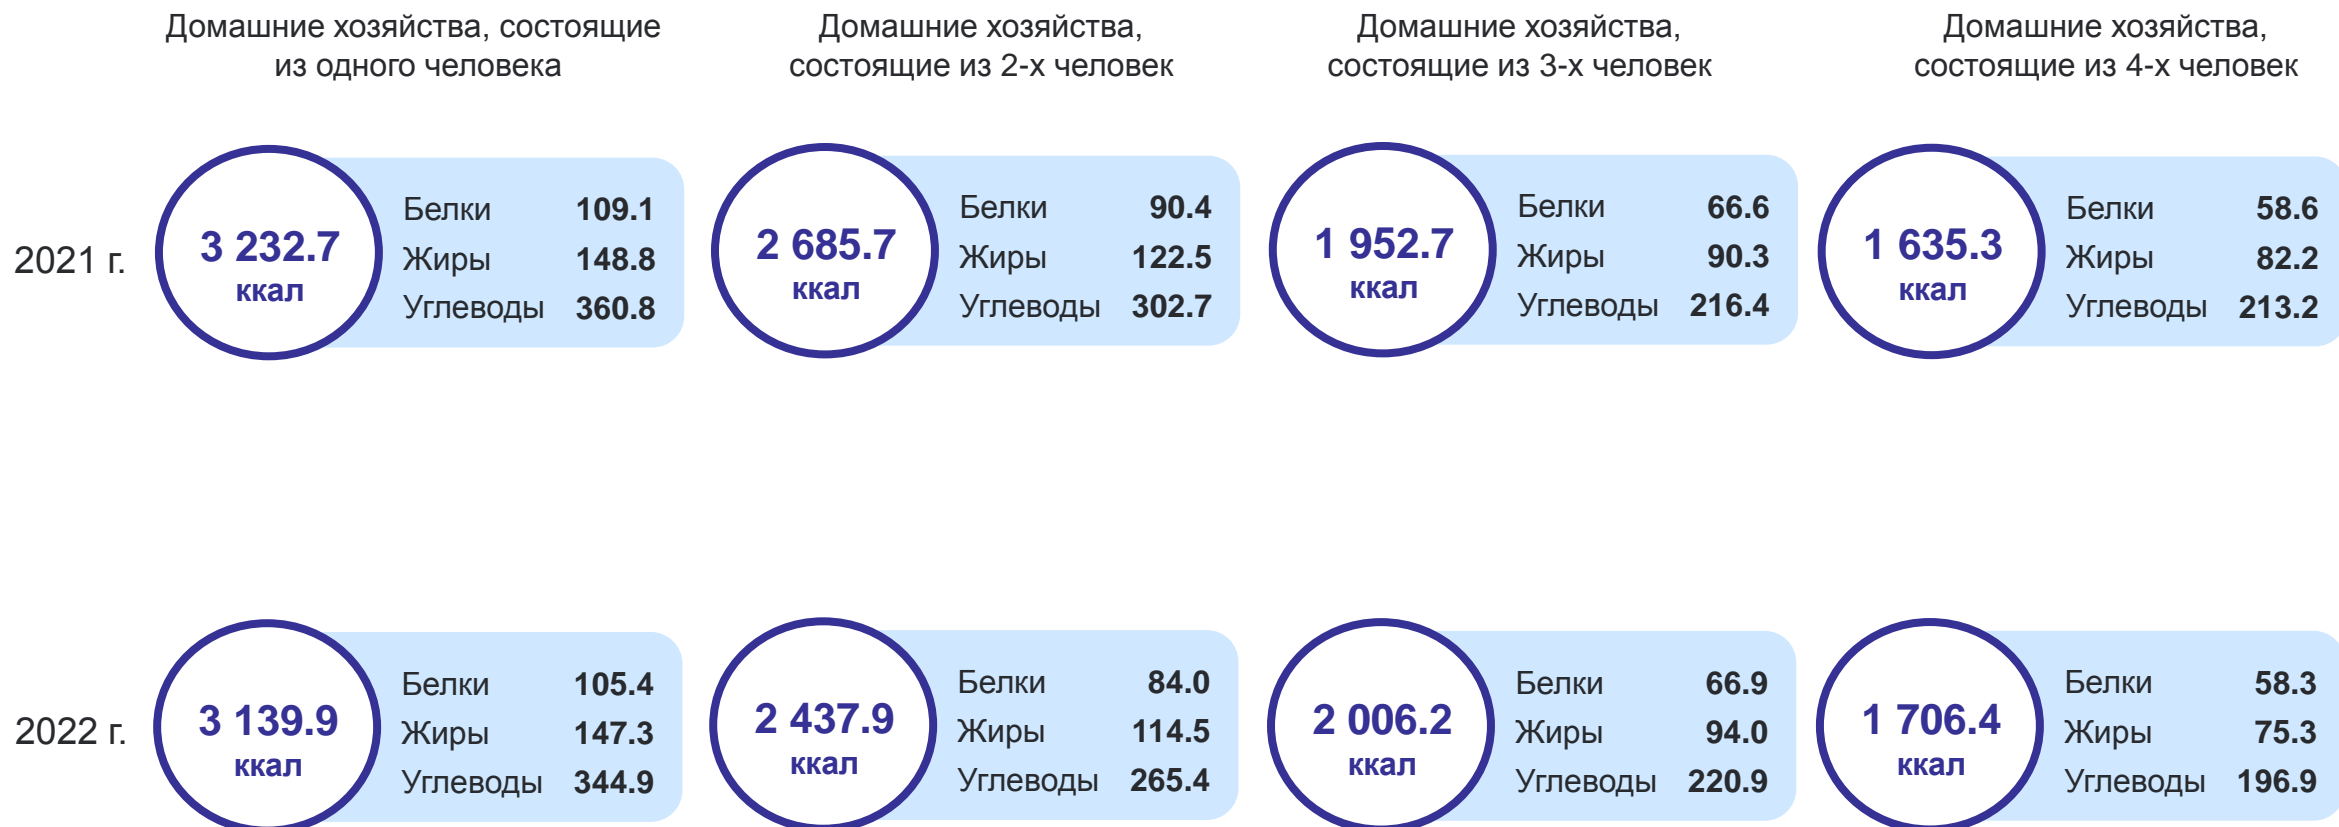 Домашние хозяйства, состоящие
из одного человека
Домашние хозяйства,
состоящие из 2-х человек
Домашние хозяйства,
состоящие из 3-х человек
Домашние хозяйства,
состоящие из 4-х человек
2021 г.
3 232.7
ккал
Белки 109.1
Жиры 148.8
Углеводы 360.8
2 685.7
ккал
Белки 90.4
Жиры 122.5
Углеводы 302.7
1 952.7
ккал
Белки 66.6
Жиры 90.3
Углеводы 216.4
1 635.3
ккал
Белки 58.6
Жиры 82.2
Углеводы 213.2
2022 г.
3 139.9
ккал
Белки 105.4
Жиры 147.3
Углеводы 344.9
2 437.9
ккал
Белки 84.0
Жиры 114.5
Углеводы 265.4
2 006.2
ккал
Белки 66.9
Жиры 94.0
Углеводы 220.9
1 706.4
ккал
Белки 58.3
Жиры 75.3
Углеводы 196.9